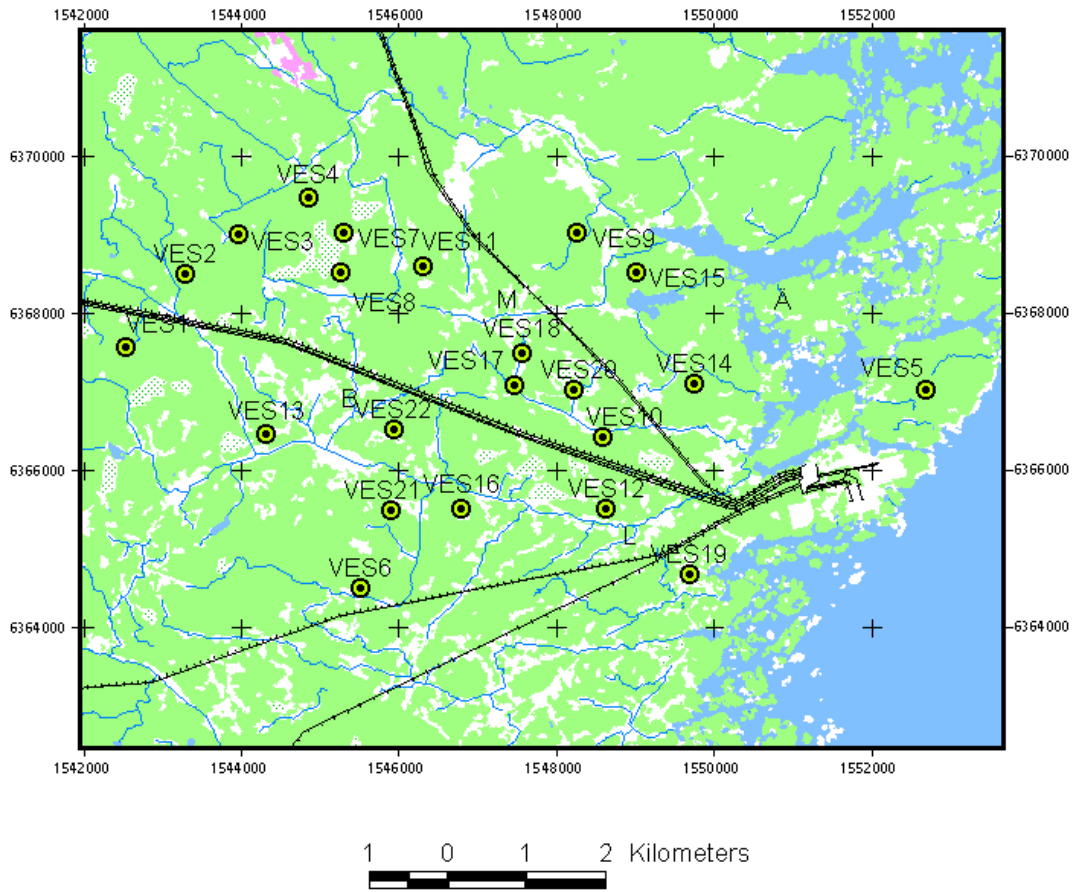 1542000 1544000 1546000 1548000 1550000 1552000
6370000 6370000
VES4
VES3 VES7 VES11 VES9
VES2
VES8 VES15
M Ä
6368000 6368000
VES1 VES18
VES17 VES20 VES14 VES5
B
VES13 VES22 VES10
6366000 6366000
VES21 VES16 VES12
L
VES19
VES6
6364000 6364000
1542000 1544000 1546000 1548000 1550000 1552000
1 0 1 2 Kilometers